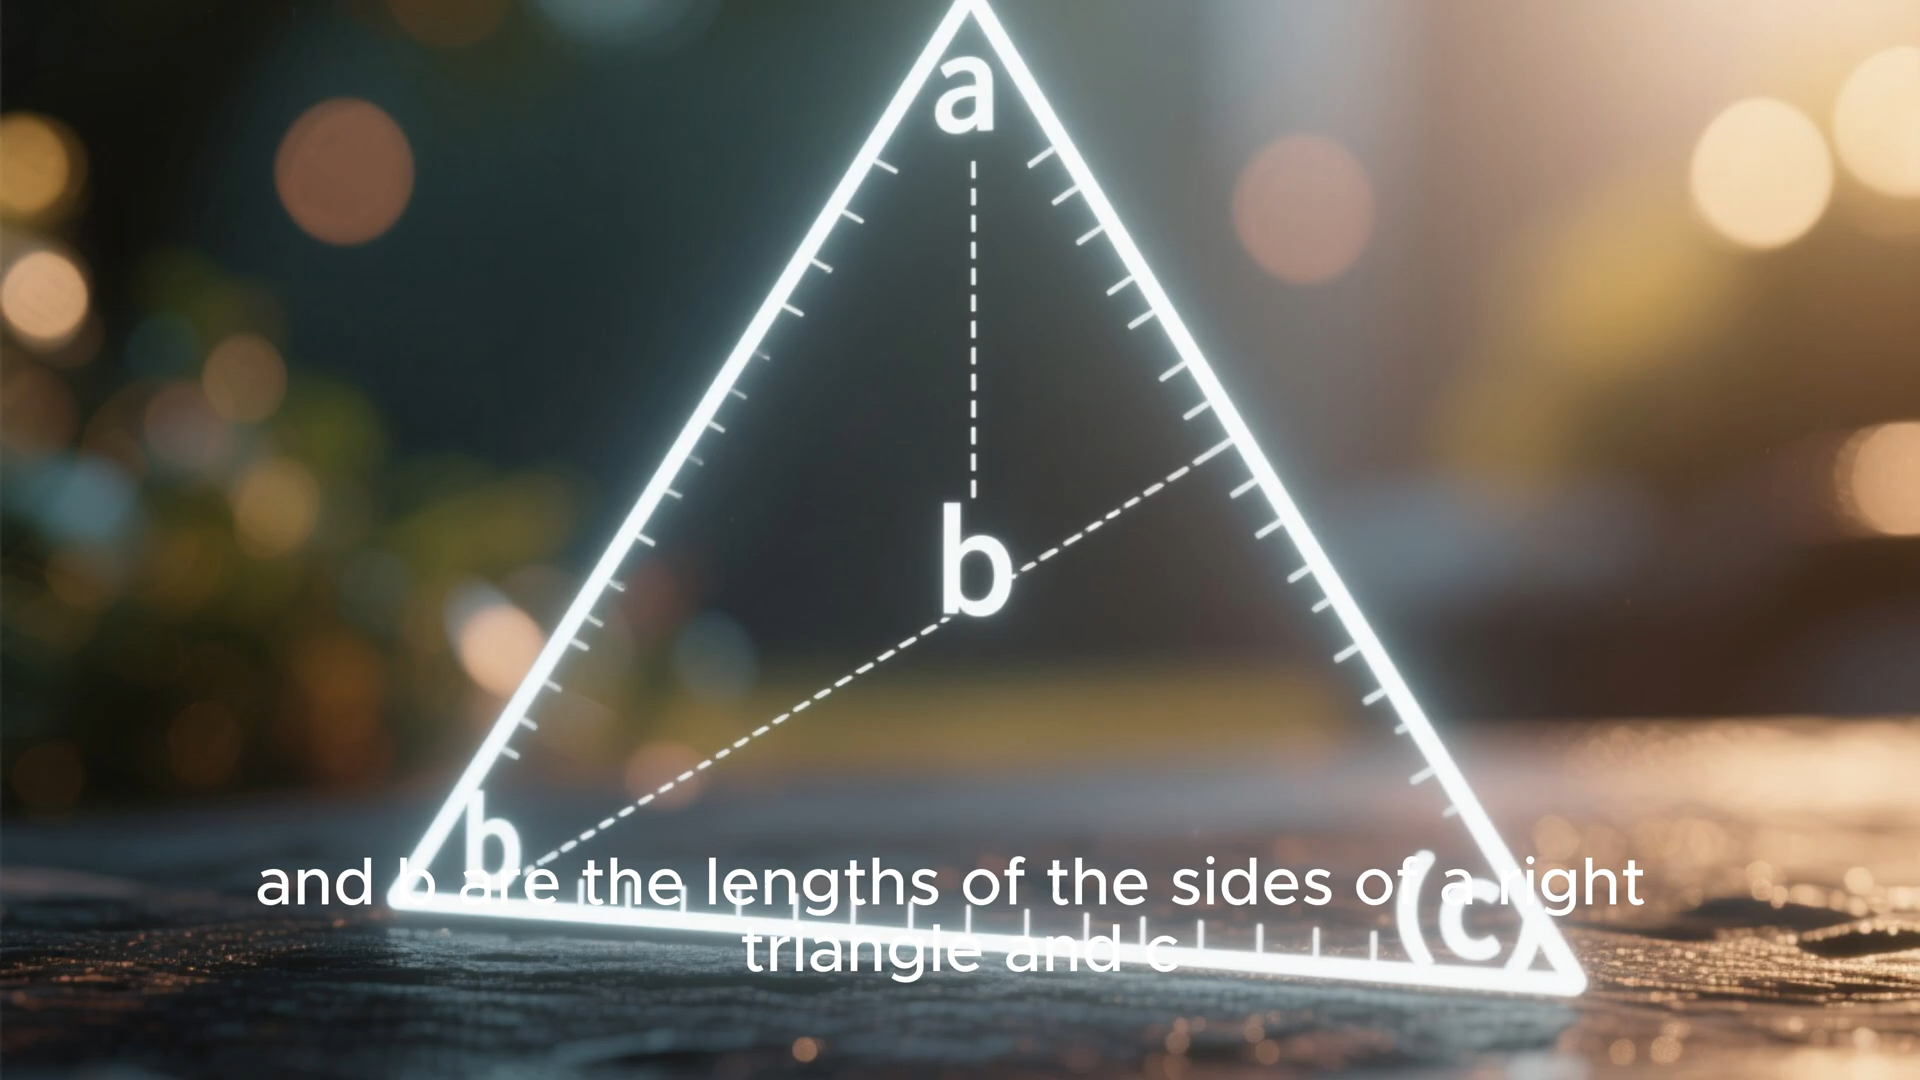 a
b
b
(c)
and b are the lengths of the sides of a right
triangle and c